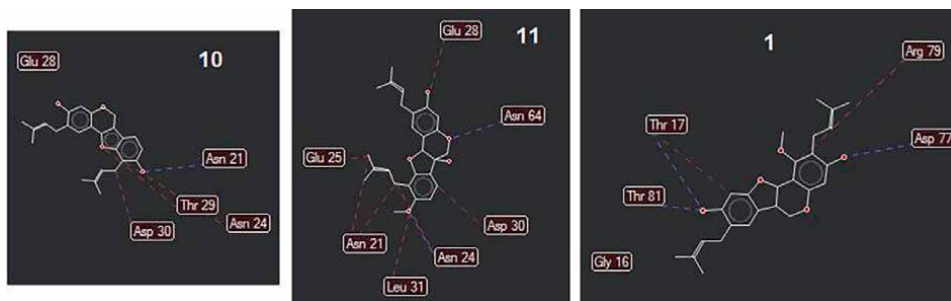 Glu 28
10
Asn 21
Thr 29
Asn 24
Asp 30
Glu 28
11
Asn 64
Glu 25
Asp 30
Asn 21
Asn 24
Leu 31
1
Arg 79
Thr 17
Asp 77
Thr 81
Gly 16